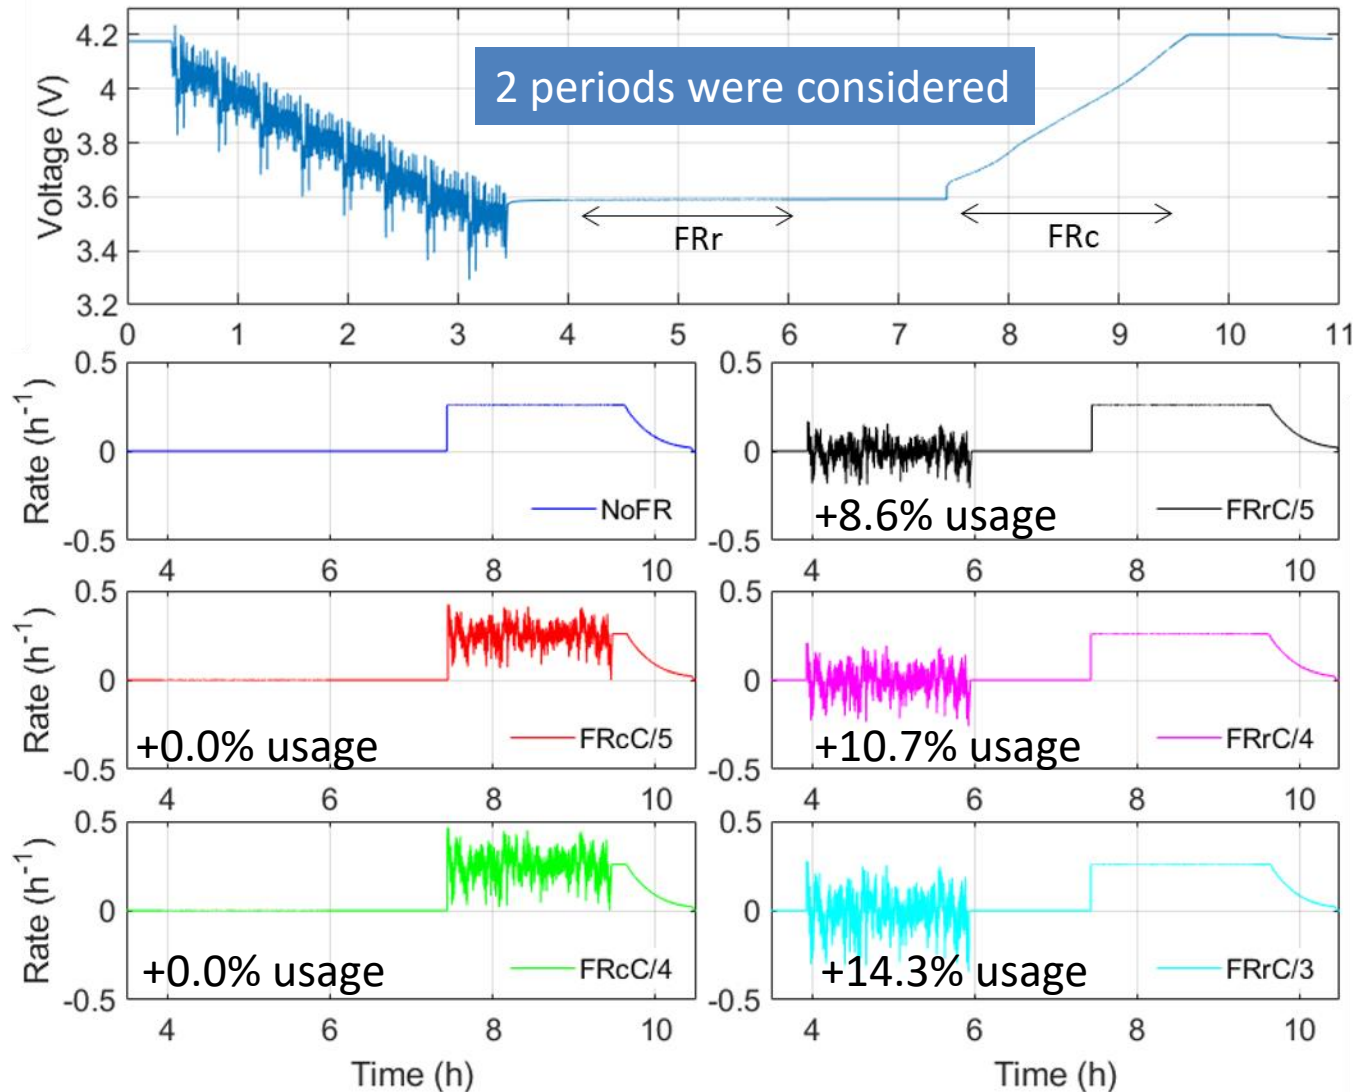 2 periods were considered
Voltage (V)
4.2
4
3.8
3.6
3.4
3.2
FRr
FRc
0 1 2 3 4 5 6 7 8 9 10 11
Rate (h⁻¹)
0.5
0
-0.5
NoFR
4 6 8 10
0.5
0
-0.5
+8.6% usage
FRrC/5
4 6 8 10
Rate (h⁻¹)
0.5
0
-0.5
+0.0% usage
FRcC/5
4 6 8 10
0.5
0
-0.5
+10.7% usage
FRrC/4
4 6 8 10
Rate (h⁻¹)
0.5
0
-0.5
+0.0% usage
FRcC/4
4 6 8 10
Time (h)
0.5
0
-0.5
+14.3% usage
FRrC/3
4 6 8 10
Time (h)